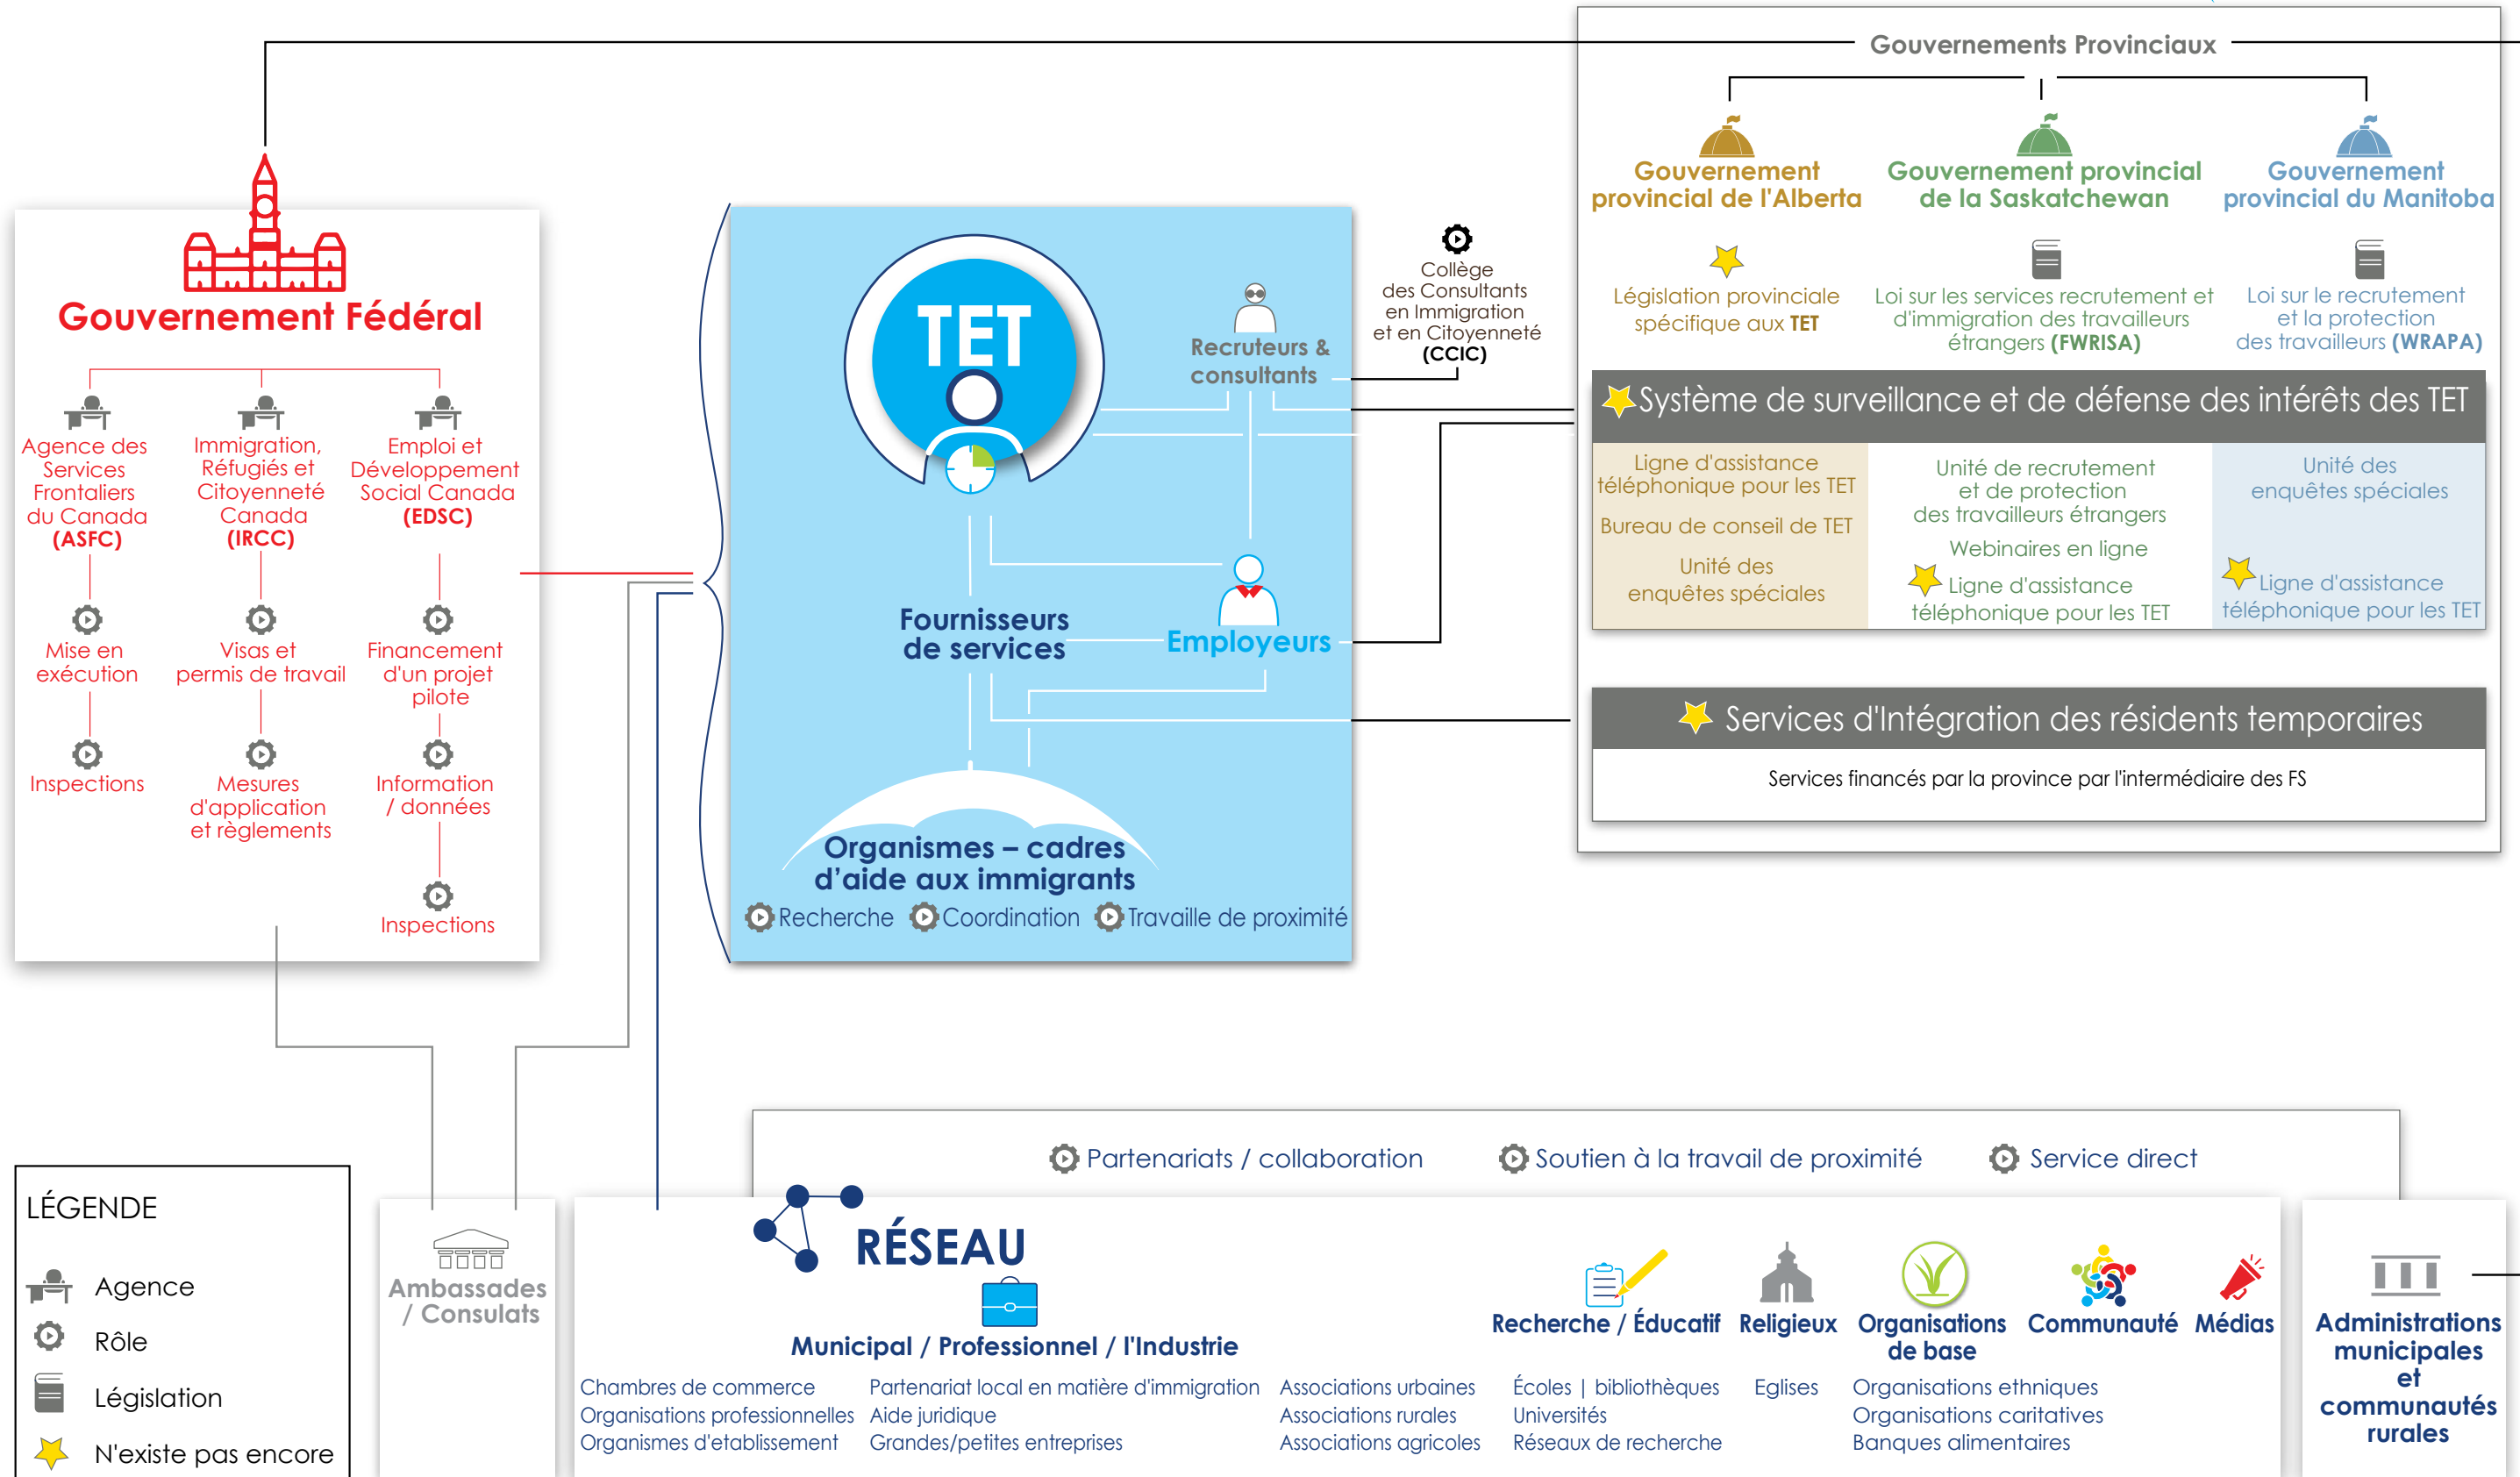 Gouvernements Provinciaux
Gouvernement
provincial de l'Alberta
Gouvernement provincial
de la Saskatchewan
Gouvernement
provincial du Manitoba
Législation provinciale
spécifique aux TET
Loi sur les services recrutement et
d'immigration des travailleurs
étrangers (FWRISA)
Loi sur le recrutement
et la protection
des travailleurs (WRAPA)
Système de surveillance et de défense des intérêts des TET
Ligne d'assistance
téléphonique pour les TET
Bureau de conseil de TET
Unité des
enquêtes spéciales
Unité de recrutement
et de protection
des travailleurs étrangers
Webinaires en ligne
Ligne d'assistance
téléphonique pour les TET
Unité des
enquêtes spéciales
Ligne d'assistance
téléphonique pour les TET
Services d'Intégration des résidents temporaires
Services financés par la province par l'intermédiaire des FS
Gouvernement Fédéral
Agence des
Services
Frontaliers
du Canada
(ASFC)
Mise en
exécution
Inspections
Immigration,
Réfugiés et
Citoyenneté
Canada
(IRCC)
Visas et
permis de travail
Mesures
d'application
et règlements
Emploi et
Développement
Social Canada
(EDSC)
Financement
d'un projet
pilote
Information
/ données
Inspections
TET
Recruteurs &
consultants
Collège
des Consultants
en Immigration
et en Citoyenneté
(CCIC)
Fournisseurs
de services
Employeurs
Organismes – cadres
d'aide aux immigrants
Recherche
Coordination
Travaille de proximité
LÉGENDE
Agence
Rôle
Législation
N'existe pas encore
Ambassades
/ Consulats
Partenariats / collaboration
Soutien à la travail de proximité
Service direct
RÉSEAU
Municipal / Professionnel / l'Industrie
Chambres de commerce
Organisations professionnelles
Organismes d'etablissement
Partenariat local en matière d'immigration
Aide juridique
Grandes/petites entreprises
Associations urbaines
Associations rurales
Associations agricoles
Recherche / Éducatif
Écoles | bibliothèques
Universités
Réseaux de recherche
Religieux
Eglises
Organisations
de base
Communauté
Médias
Organisations ethniques
Organisations caritatives
Banques alimentaires
Administrations
municipales
et
communautés
rurales